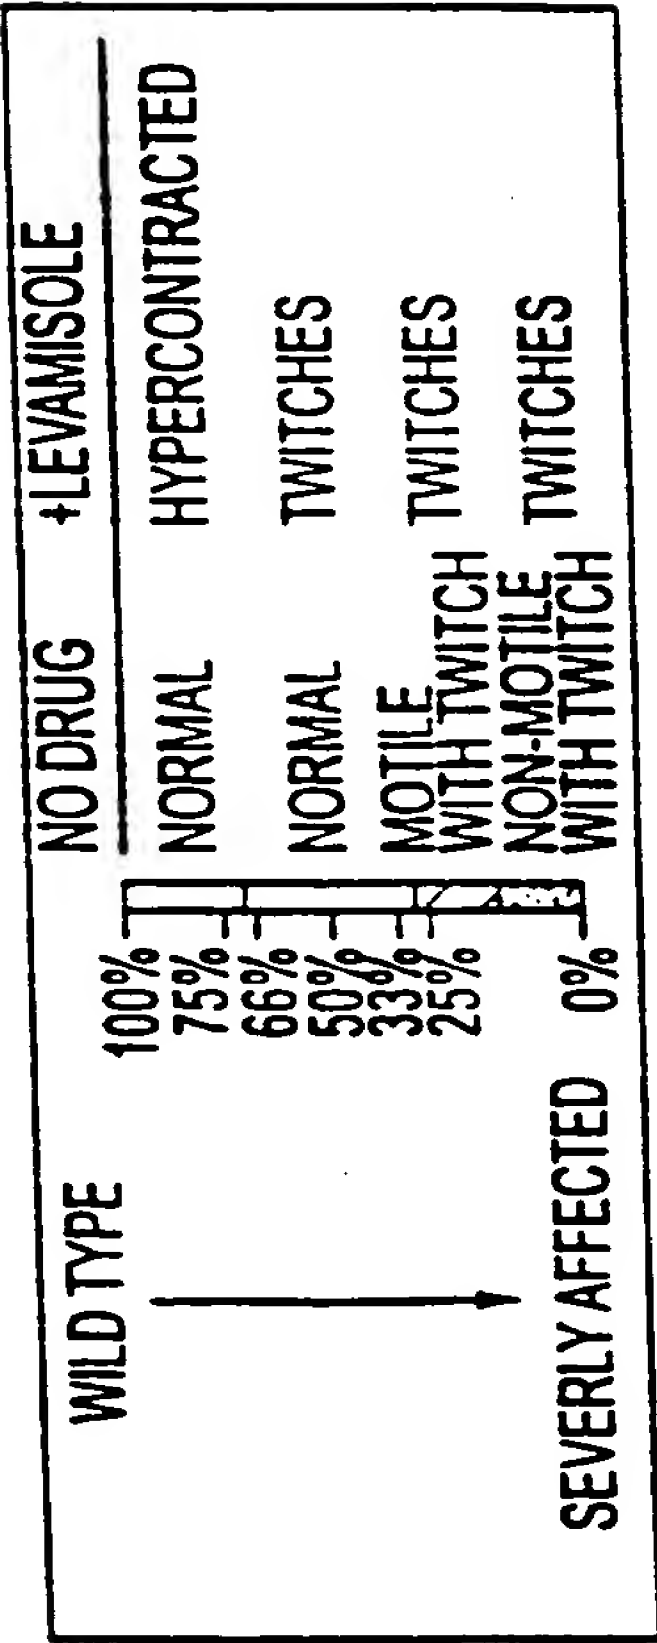 NO DRUG +LEVAMISOLE
WILD TYPE 100% NORMAL HYPERCONTRACTED
75%
66%
50% NORMAL TWITCHES
33% MOTILE
25% WITH TWITCH TWITCHES
NON-MOTILE
SEVERLY AFFECTED 0% WITH TWITCH TWITCHES